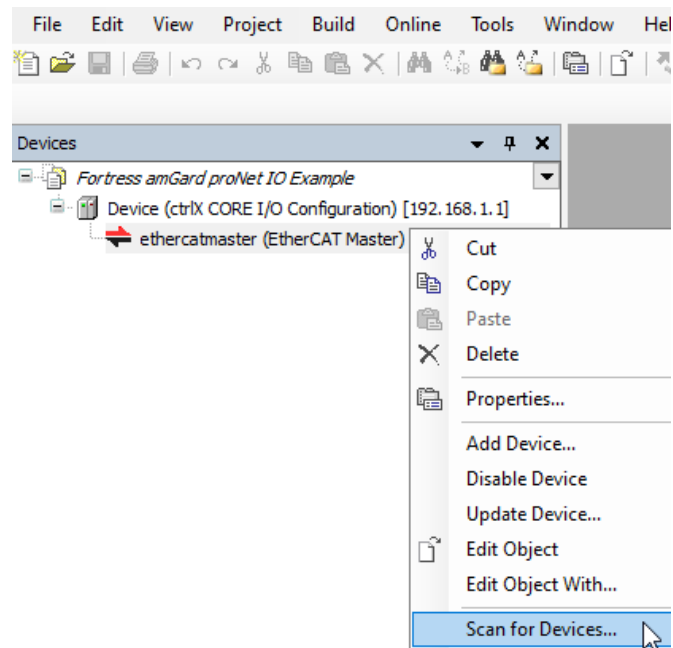 File Edit View Project Build Online Tools Window
Devices
Fortress amGard proNet IO Example
Device (ctrlX CORE I/O Configuration) [192.168.1.1]
ethercatmaster (EtherCAT Master)
Cut
Copy
Paste
Delete
Properties...
Add Device...
Disable Device
Update Device...
Edit Object
Edit Object With...
Scan for Devices...